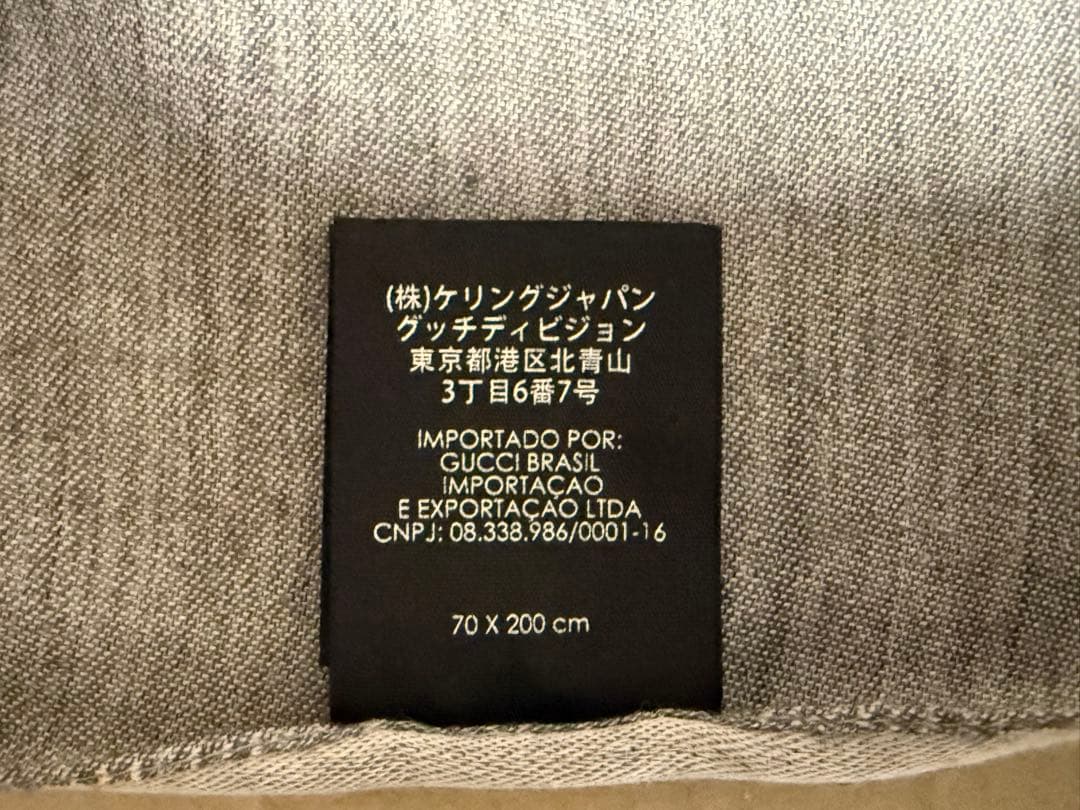 (株)ケリングジャパン
グッチディビジョン
東京都港区北青山
3丁目6番7号
IMPORTADO POR:
GUCCI BRASIL
IMPORTAÇAO
E EXPORTAÇAO LTDA
CNPJ: 08.338.986/0001-16
70 X 200 cm